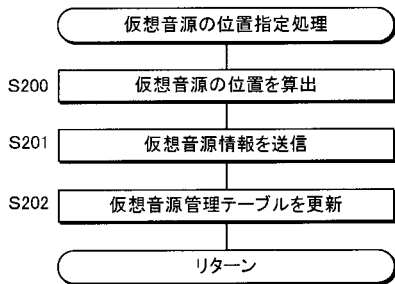 仮想音源の位置指定処理
S200 仮想音源の位置を算出
S201 仮想音源情報を送信
S202 仮想音源管理テーブルを更新
リターン